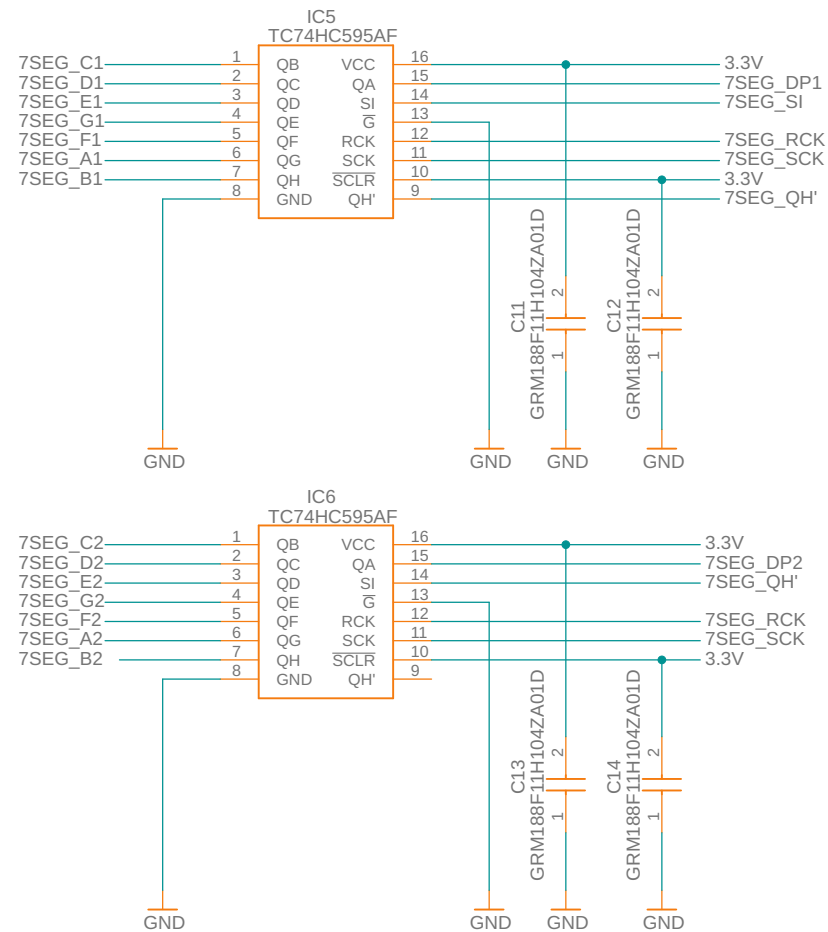 IC5
TC74HC595AF
7SEG_C1 1 QB VCC 16 3.3V
7SEG_D1 2 QC QA 15 7SEG_DP1
7SEG_E1 3 QD SI 14 7SEG_SI
7SEG_G1 4 QE G 13
7SEG_F1 5 QF RCK 12 7SEG_RCK
7SEG_A1 6 QG SCK 11 7SEG_SCK
7SEG_B1 7 QH SCLR 10 3.3V
8 GND QH' 9 7SEG_QH'
C11
GRM188F11H104ZA01D
2
1
C12
GRM188F11H104ZA01D
2
1
GND GND GND GND
IC6
TC74HC595AF
7SEG_C2 1 QB VCC 16 3.3V
7SEG_D2 2 QC QA 15 7SEG_DP2
7SEG_E2 3 QD SI 14 7SEG_QH'
7SEG_G2 4 QE G 13
7SEG_F2 5 QF RCK 12 7SEG_RCK
7SEG_A2 6 QG SCK 11 7SEG_SCK
7SEG_B2 7 QH SCLR 10 3.3V
8 GND QH' 9
C13
GRM188F11H104ZA01D
2
1
C14
GRM188F11H104ZA01D
2
1
GND GND GND GND